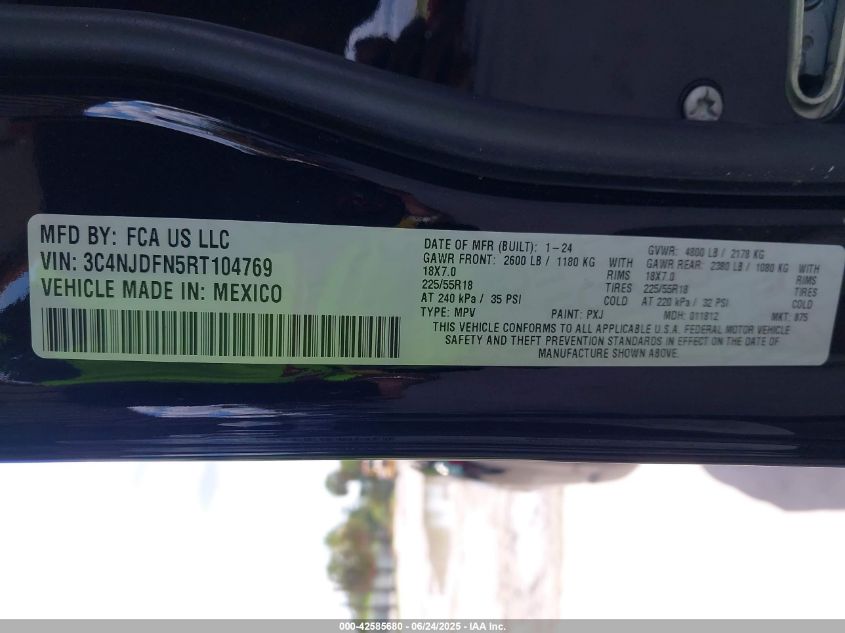 MFD BY: FCA US LLC
VIN: 3C4NJDFN5RT104769
VEHICLE MADE IN: MEXICO
DATE OF MFR (BUILT): 1-24
GAWR FRONT: 2600 LB / 1180 KG WITH
18X7.0 RIMS
225/55R18 TIRES
AT 240 kPa / 35 PSI COLD
GVWR: 4800 LB / 2178 KG
GAWR REAR: 2380 LB / 1080 KG WITH
18X7.0 RIMS
225/55R18 TIRES
AT 220 kPa / 32 PSI COLD
TYPE: MPV PAINT: PXJ MDH: 011812 MKT: 875
THIS VEHICLE CONFORMS TO ALL APPLICABLE U.S.A. FEDERAL MOTOR VEHICLE
SAFETY AND THEFT PREVENTION STANDARDS IN EFFECT ON THE DATE OF
MANUFACTURE SHOWN ABOVE.
000-42585680 - 06/24/2025 - IAA Inc.